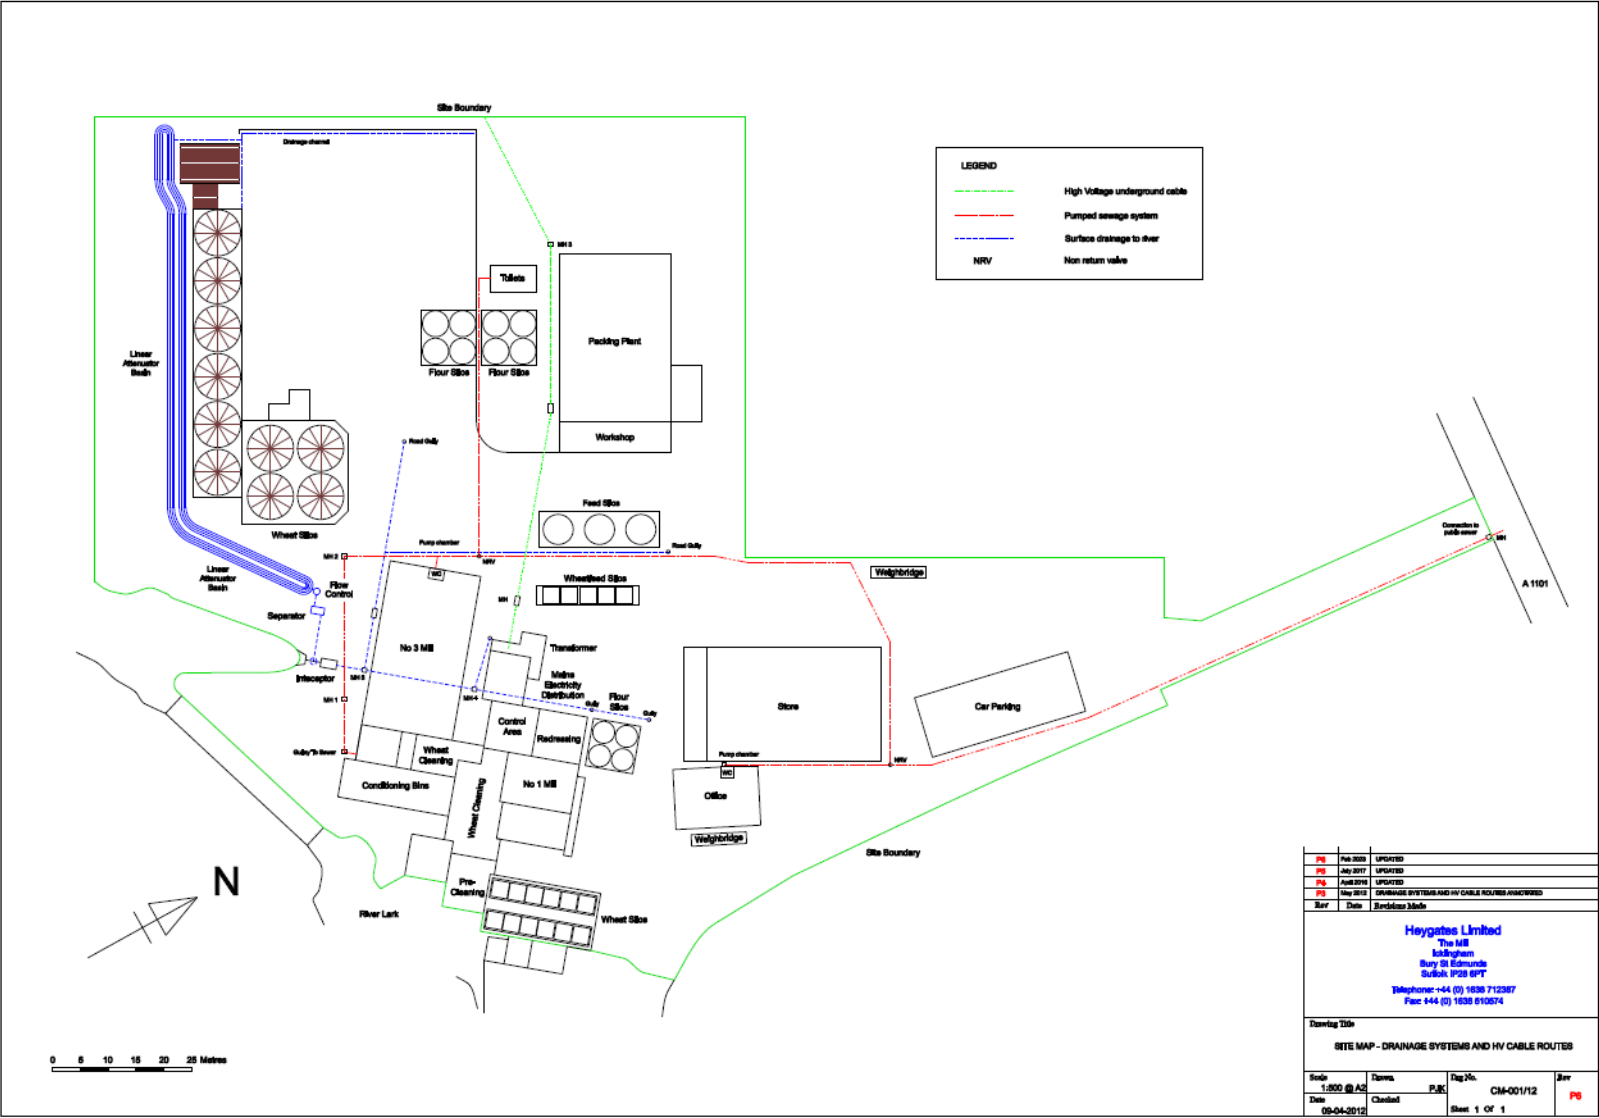 Site Boundary
Drainage channel
LEGEND
High Voltage underground cable
Pumped sewage system
Surface drainage to river
NRV
Non return valve
MH 3
Toilets
Packing Plant
Linear
Attenuator
Basin
Flour Silos
Flour Silos
Workshop
Road Gully
Feed Silos
Wheat Silos
Pump chamber
Road Gully
Connection to
public sewer
MH
MH 2
NRV
WC
Weighbridge
Linear
Attenuator
Basin
Flow
Control
Wheatfeed Silos
A 1101
MH
Separator
No 3 Mill
Transformer
Interceptor
MH 5
Mains
Electricity
Distribution
MH 4
MH 1
Flour
Silos
Gully
Gully
Store
Car Parking
Control
Area
Redressing
Gulley To Sewer
Wheat
Cleaning
Pump chamber
NRV
WC
Conditioning Bins
Wheat Cleaning
No 1 Mill
Office
Weighbridge
Site Boundary
N
Pre-
Cleaning
River Lark
Wheat Silos
P6 Feb 2023 UPDATED
P5 July 2017 UPDATED
P4 April 2016 UPDATED
P3 May 2012 DRAINAGE SYSTEMS AND HV CABLE ROUTES ANNOTATED
Rev Date Revisions Made
Heygates Limited
The Mill
Icklingham
Bury St Edmunds
Suffolk IP28 6PT
Telephone: +44 (0) 1638 712367
Fax: +44 (0) 1638 510574
Drawing Title
SITE MAP - DRAINAGE SYSTEMS AND HV CABLE ROUTES
Scale
1:500 @ A2
Drawn
PJK
Drg No.
CM-001/12
Rev
P6
Date
09-04-2012
Checked
Sheet 1 Of 1
0 5 10 15 20 25 Metres